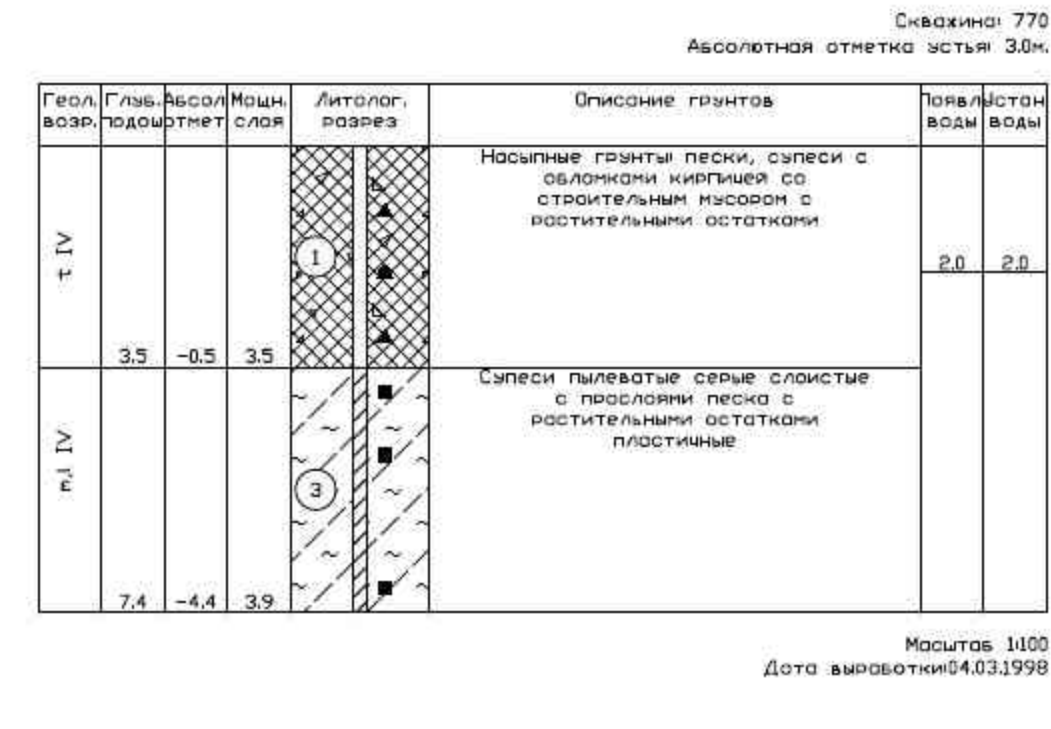 Скважина: 770
Абсолютная отметка устья: 3.0м.
Геол. Глуб. Абсол Мощн. Литолог. Описание грунтов Появл Устан
возр. подош отмет слоя разрез воды воды
Насыпные грунты: пески, супеси с
обломками кирпичей со
строительным мусором с
растительными остатками
t IV
1
2.0 2.0
3.5 -0.5 3.5
Супеси пылеватые серые слоистые
с прослоями песка с
растительными остатками
пластичные
m,l IV
3
7.4 -4.4 3.9
Масштаб 1:100
Дата выработки:04.03.1998